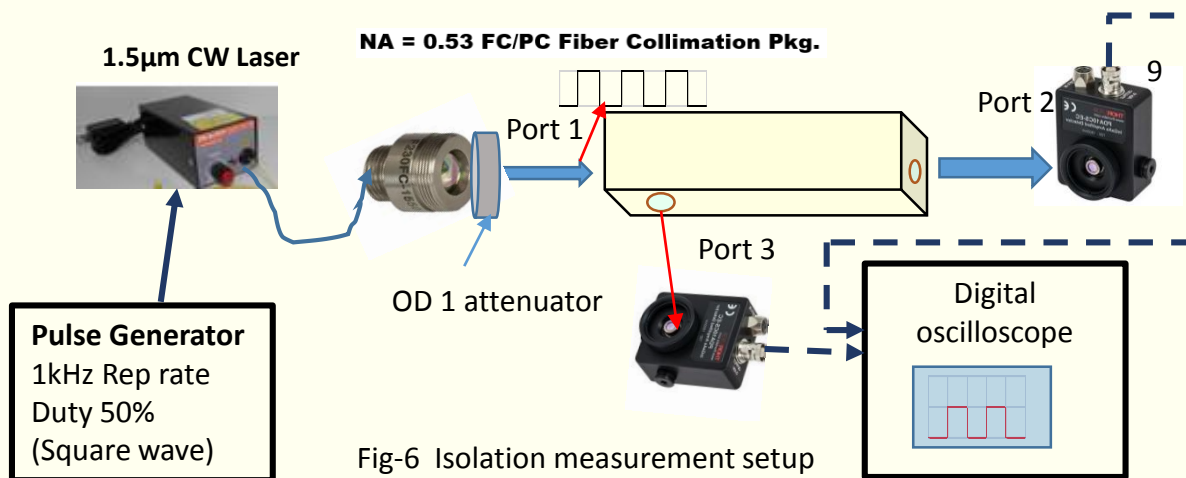 NA = 0.53 FC/PC Fiber Collimation Pkg.
1.5µm CW Laser
9
Port 2
Port 1
Port 3
OD 1 attenuator
Pulse Generator
1kHz Rep rate
Duty 50%
(Square wave)
Digital
oscilloscope
Fig-6 Isolation measurement setup